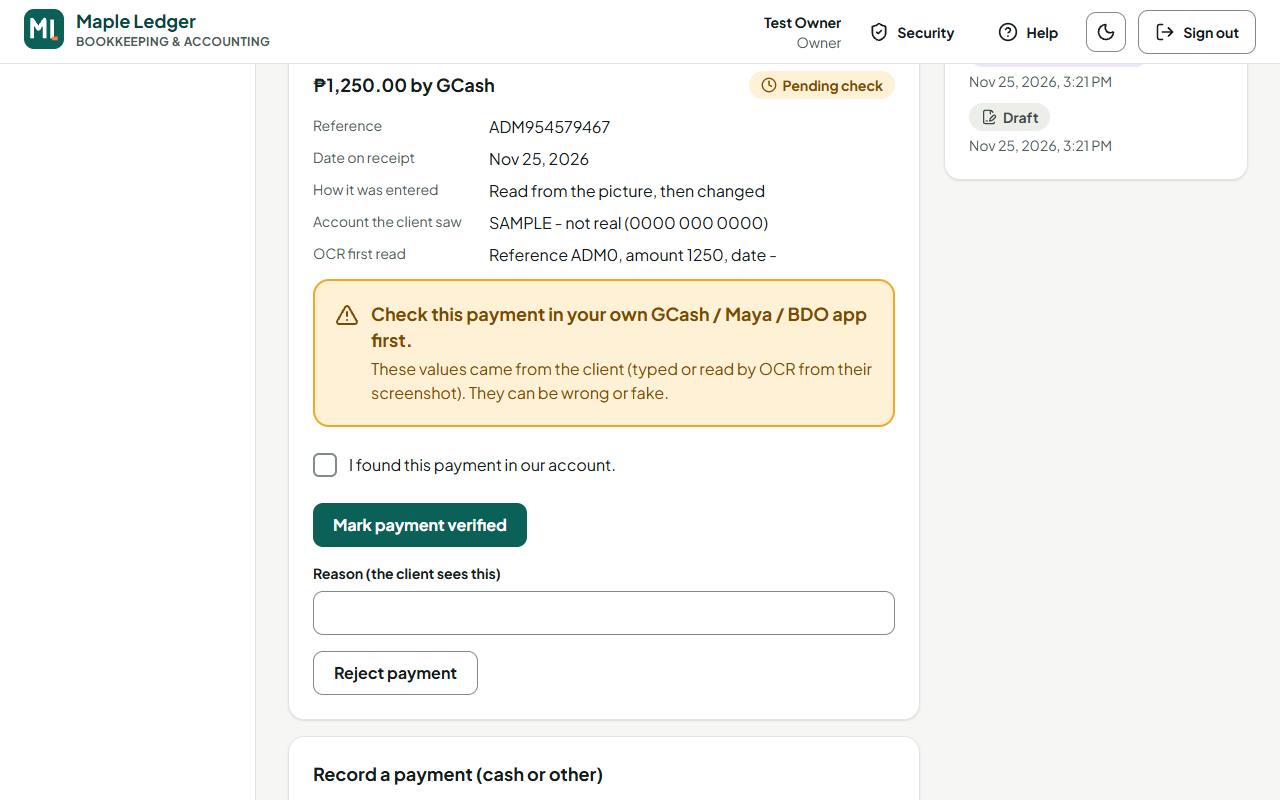 Maple Ledger
BOOKKEEPING & ACCOUNTING
Test Owner
Owner
Security
Help
Sign out
₱1,250.00 by GCash
Pending check
Reference
ADM954579467
Date on receipt
Nov 25, 2026
How it was entered
Read from the picture, then changed
Account the client saw
SAMPLE - not real (0000 000 0000)
OCR first read
Reference ADM0, amount 1250, date -
Check this payment in your own GCash / Maya / BDO app
first.
These values came from the client (typed or read by OCR from their
screenshot). They can be wrong or fake.
I found this payment in our account.
Mark payment verified
Reason (the client sees this)
Reject payment
Record a payment (cash or other)
Nov 25, 2026, 3:21 PM
Draft
Nov 25, 2026, 3:21 PM